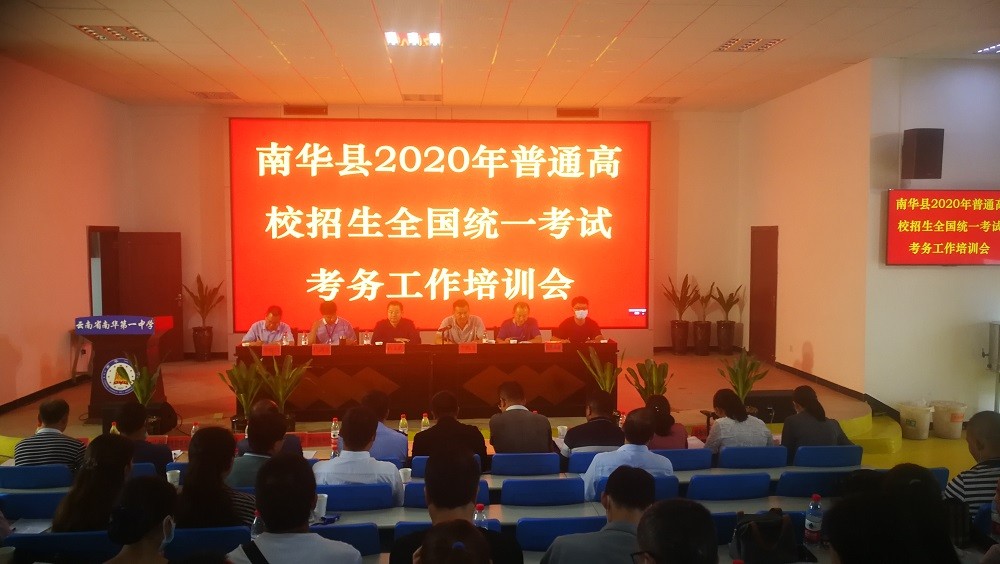 南华县2020年普通高
校招生全国统一考试
考务工作培训会
南华县2020年普通高
校招生全国统一考试
考务工作培训会
云南省南华第一中学